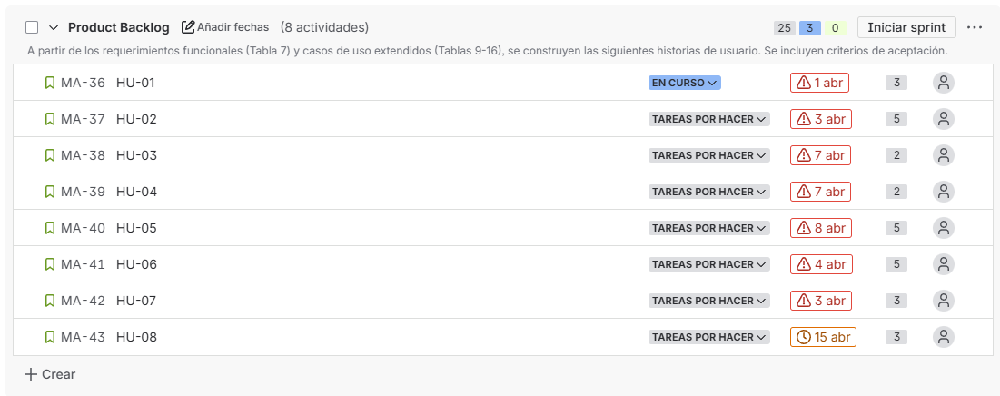 Product Backlog Añadir fechas (8 actividades) 25 3 0 Iniciar sprint
A partir de los requerimientos funcionales (Tabla 7) y casos de uso extendidos (Tablas 9-16), se construyen las siguientes historias de usuario. Se incluyen criterios de aceptación.
MA-36 HU-01 EN CURSO 1 abr 3
MA-37 HU-02 TAREAS POR HACER 3 abr 5
MA-38 HU-03 TAREAS POR HACER 7 abr 2
MA-39 HU-04 TAREAS POR HACER 7 abr 2
MA-40 HU-05 TAREAS POR HACER 8 abr 5
MA-41 HU-06 TAREAS POR HACER 4 abr 5
MA-42 HU-07 TAREAS POR HACER 3 abr 3
MA-43 HU-08 TAREAS POR HACER 15 abr 3
Crear